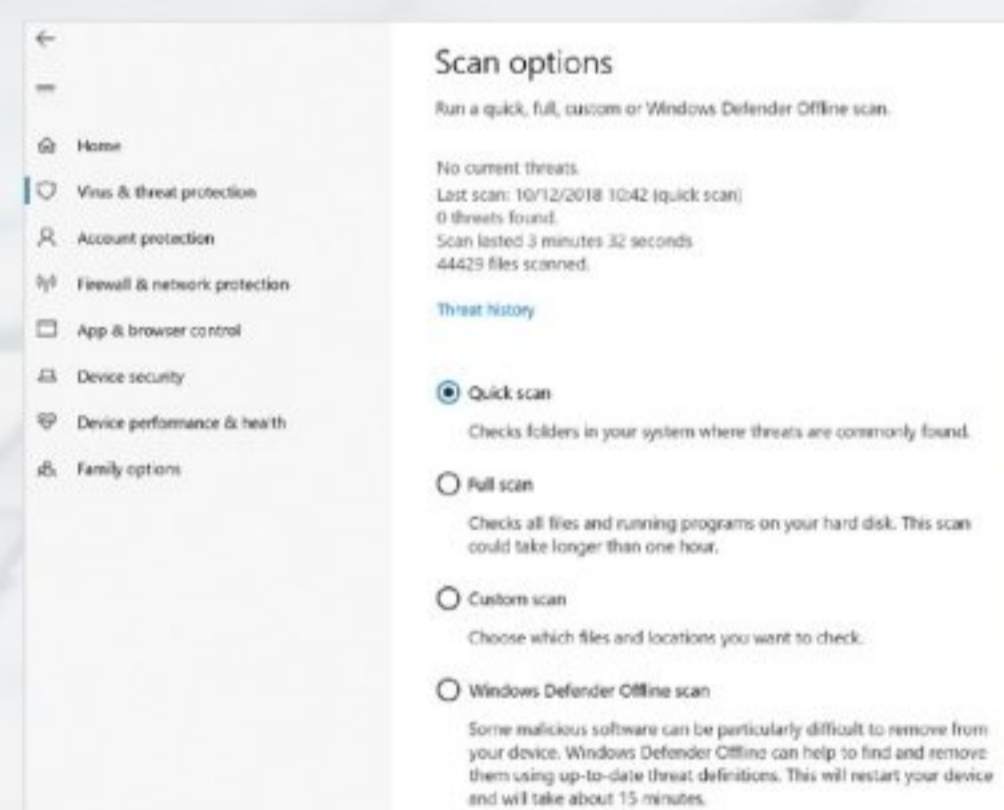 Scan options
Run a quick, full, custom or Windows Defender Offline scan.
No current threats.
Last scan: 10/12/2018 10:42 (quick scan)
0 threats found.
Scan lasted 3 minutes 32 seconds
44429 files scanned.
Threat history
Home
Virus & threat protection
Account protection
Firewall & network protection
App & browser control
Device security
Device performance & health
Family options
Quick scan
Checks folders in your system where threats are commonly found.
Full scan
Checks all files and running programs on your hard disk. This scan
could take longer than one hour.
Custom scan
Choose which files and locations you want to check.
Windows Defender Offline scan
Some malicious software can be particularly difficult to remove from
your device. Windows Defender Offline can help to find and remove
them using up-to-date threat definitions. This will restart your device
and will take about 15 minutes.